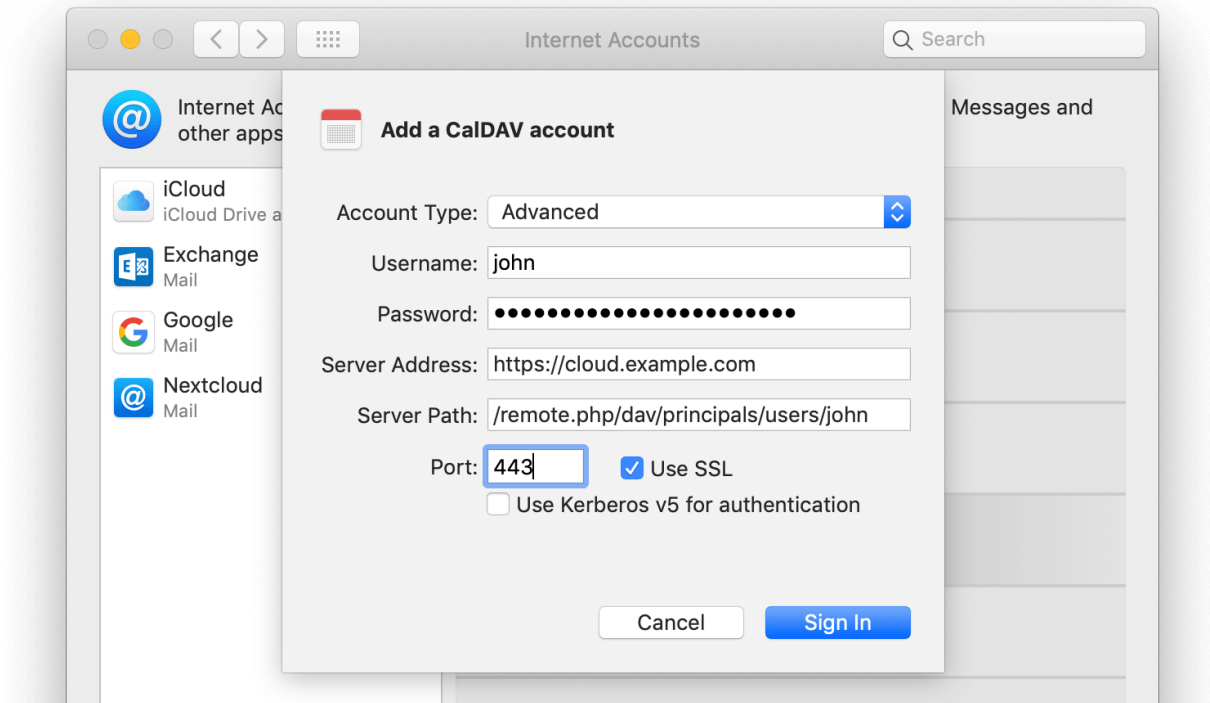 Internet Accounts
Search
Internet Ac
other apps
Messages and
Add a CalDAV account
iCloud
iCloud Drive a
Exchange
Mail
Google
Mail
Nextcloud
Mail
Account Type: Advanced
Username: john
Password: •••••••••••••••••••••••
Server Address: https://cloud.example.com
Server Path: /remote.php/dav/principals/users/john
Port: 443 Use SSL
Use Kerberos v5 for authentication
Cancel Sign In